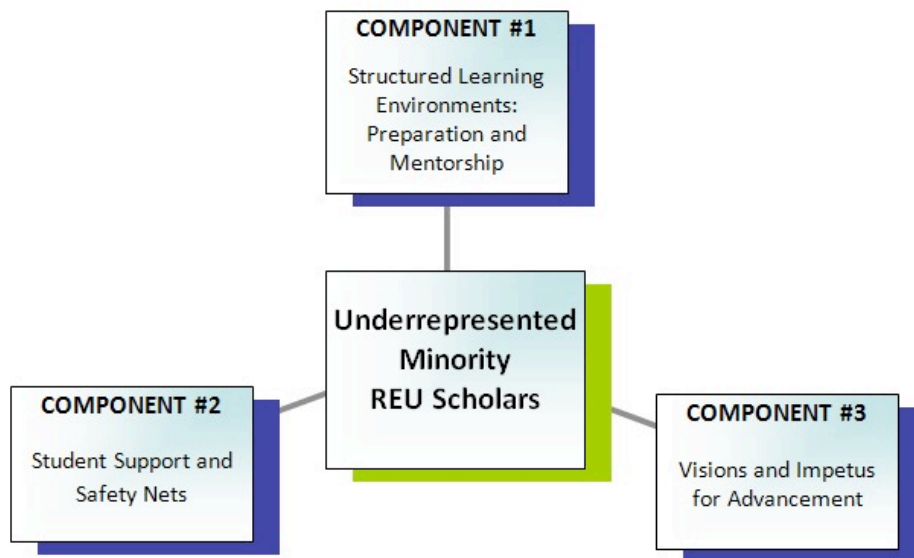 COMPONENT #1
Structured Learning
Environments:
Preparation and
Mentorship
Underrepresented
Minority
REU Scholars
COMPONENT #2
Student Support and
Safety Nets
COMPONENT #3
Visions and Impetus
for Advancement